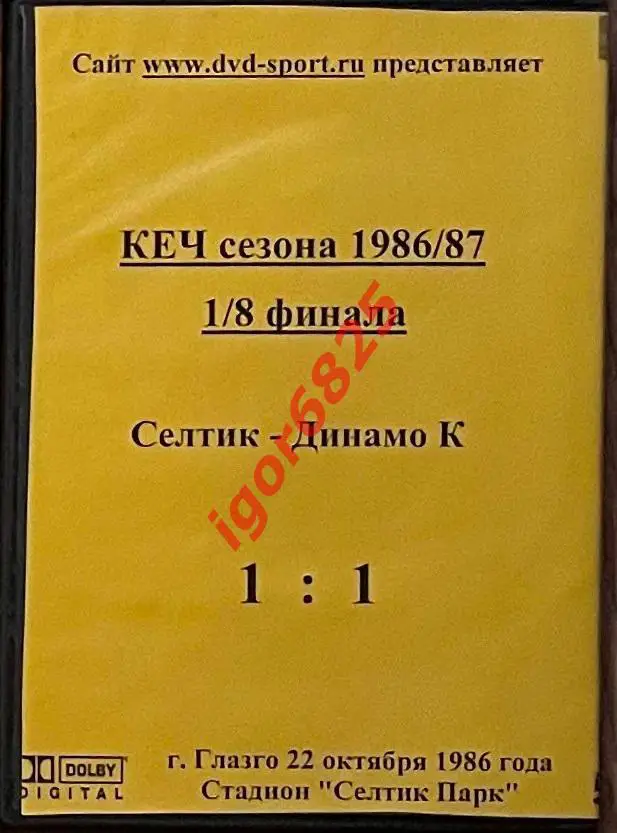 Сайт www.dvd-sport.ru представляет
КЕЧ сезона 1986/87
1/8 финала
igor6825
Селтик - Динамо К
1 : 1
г. Глазго 22 октября 1986 года
Стадион "Селтик Парк"
DOLBY
DIGITAL